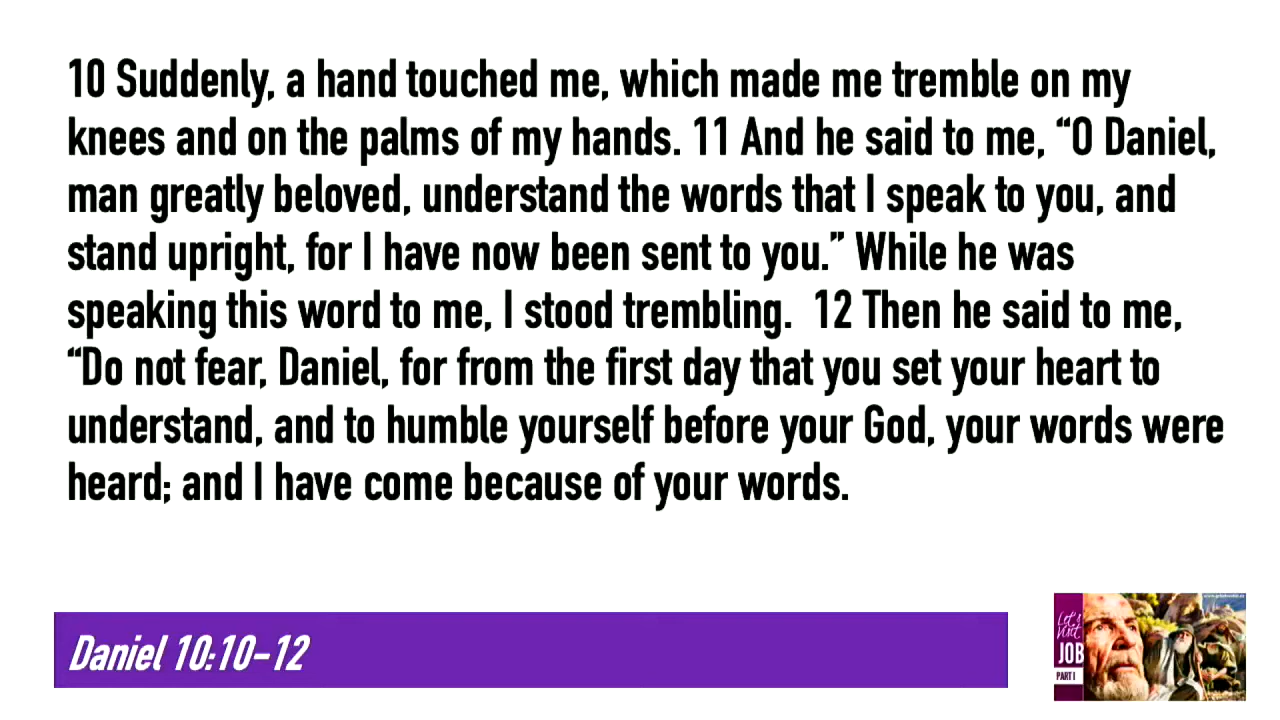 10 Suddenly, a hand touched me, which made me tremble on my
knees and on the palms of my hands. 11 And he said to me, “O Daniel,
man greatly beloved, understand the words that I speak to you, and
stand upright, for I have now been sent to you.” While he was
speaking this word to me, I stood trembling.  12 Then he said to me,
“Do not fear, Daniel, for from the first day that you set your heart to
understand, and to humble yourself before your God, your words were
heard; and I have come because of your words.
Daniel 10:10-12
Let's
Visit
JOB
PART I